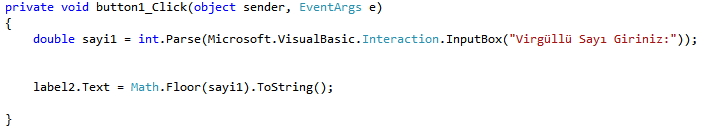 private void button1_Click(object sender, EventArgs e)
{
double sayi1 = int.Parse(Microsoft.VisualBasic.Interaction.InputBox("Virgüllü Sayı Giriniz:"));
label2.Text = Math.Floor(sayi1).ToString();
}